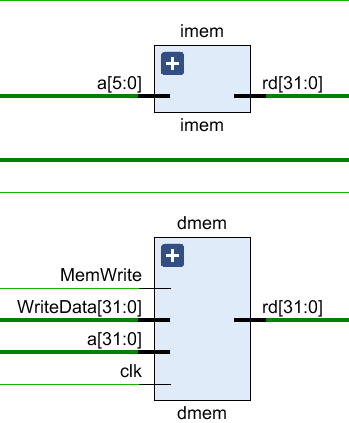 imem
a[5:0]
rd[31:0]
imem
dmem
MemWrite
WriteData[31:0]
rd[31:0]
a[31:0]
clk
dmem